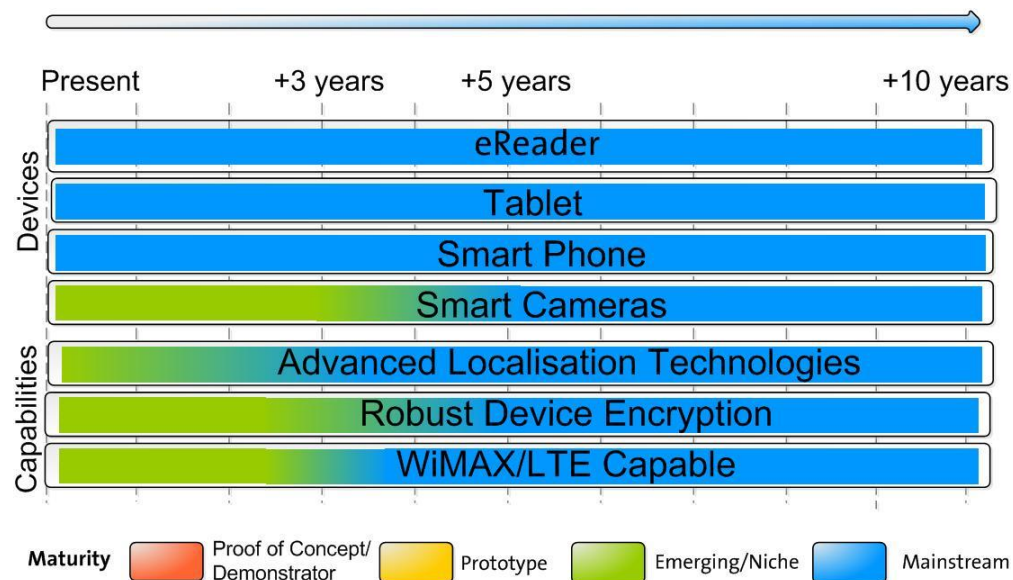 Present +3 years +5 years +10 years
Devices
eReader
Tablet
Smart Phone
Smart Cameras
Capabilities
Advanced Localisation Technologies
Robust Device Encryption
WiMAX/LTE Capable
Maturity
Proof of Concept/
Demonstrator
Prototype
Emerging/Niche
Mainstream